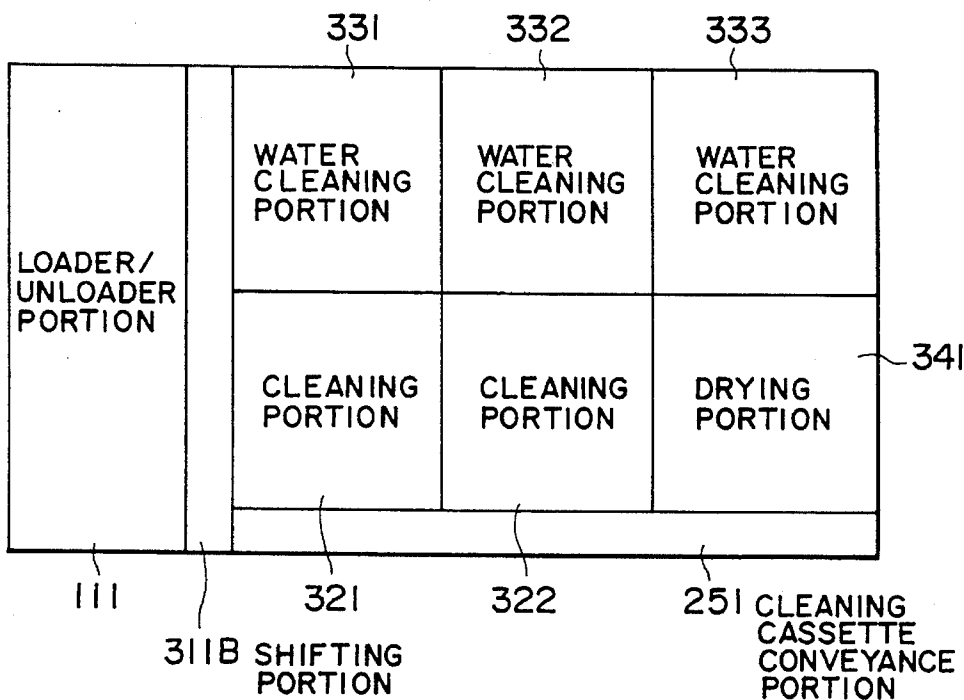 331
332
333
WATER
CLEANING
PORTION
WATER
CLEANING
PORTION
WATER
CLEANING
PORTION
LOADER/
UNLOADER
PORTION
341
CLEANING
PORTION
CLEANING
PORTION
DRYING
PORTION
111
311B SHIFTING
PORTION
321
322
251 CLEANING
CASSETTE
CONVEYANCE
PORTION